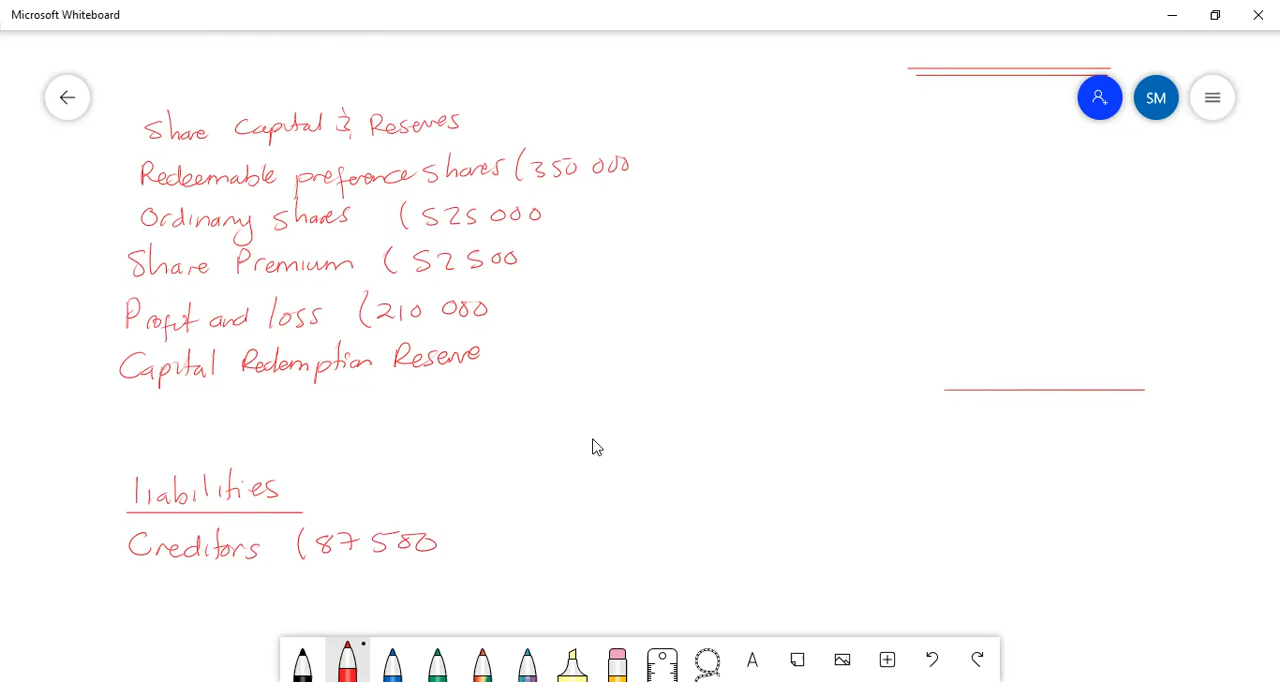 Microsoft Whiteboard
SM
Share Capital & Reserves
Redeemable preference shares (350 000
Ordinary shares (525 000
Share Premium (52 500
Profit and loss (210 000
Capital Redemption Reserve
liabilities
Creditors (87 500
A